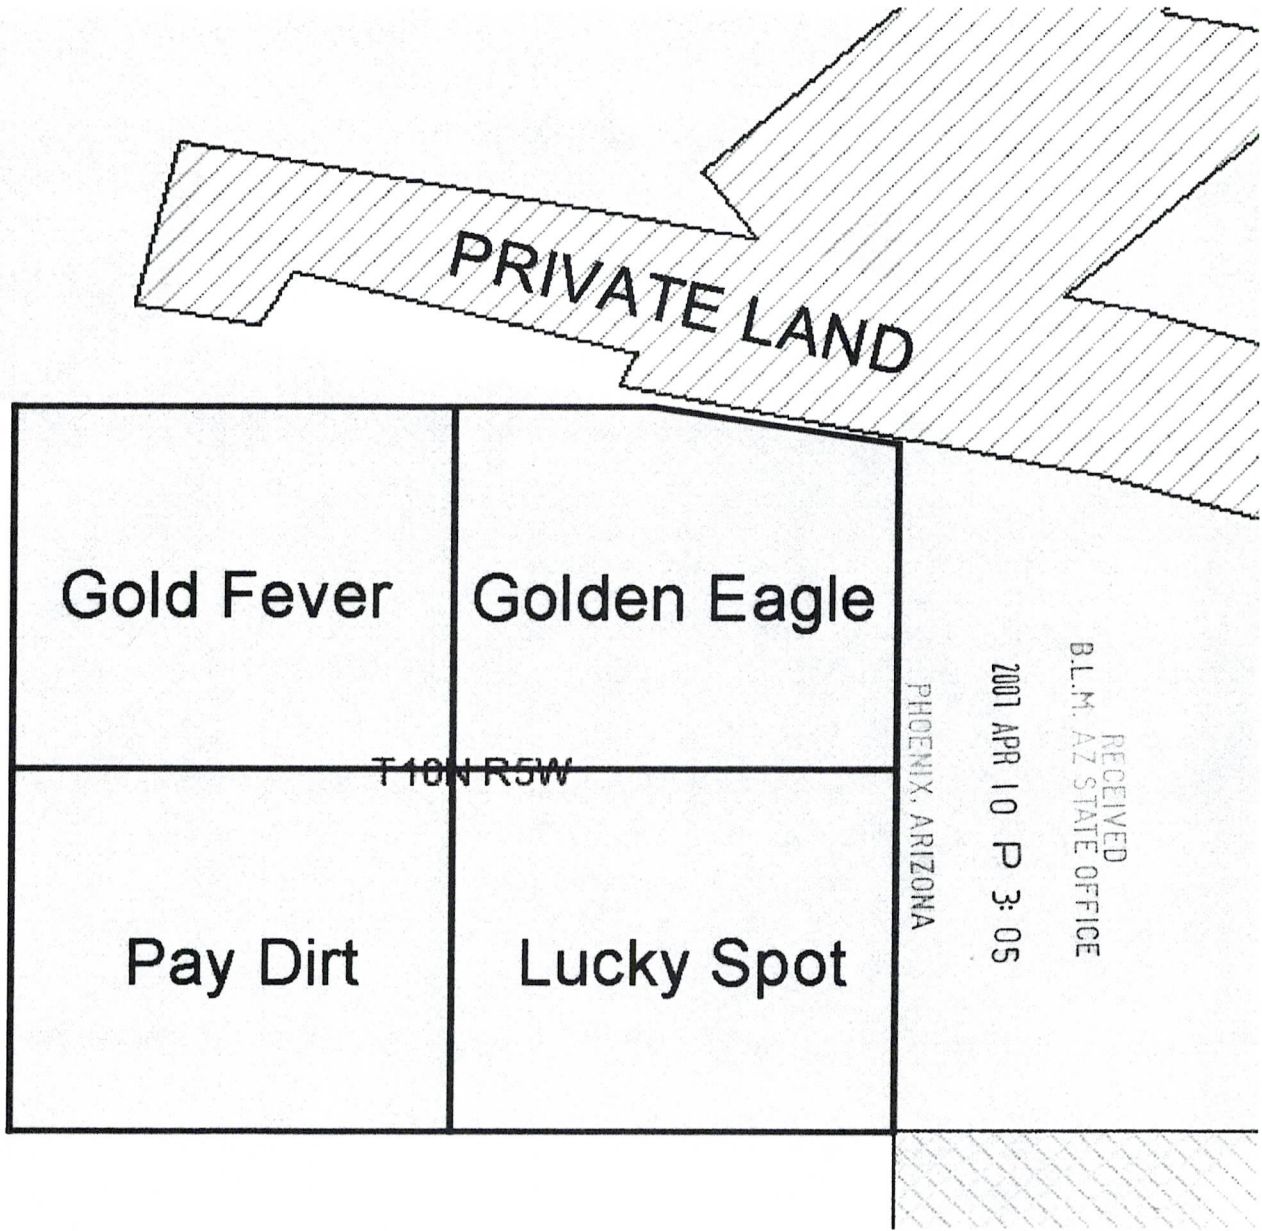 PRIVATE LAND
Gold Fever
Golden Eagle
T10N R5W
Pay Dirt
Lucky Spot
RECEIVED
B.L.M. AZ STATE OFFICE
2007 APR 10 P 3:05
PHOENIX, ARIZONA